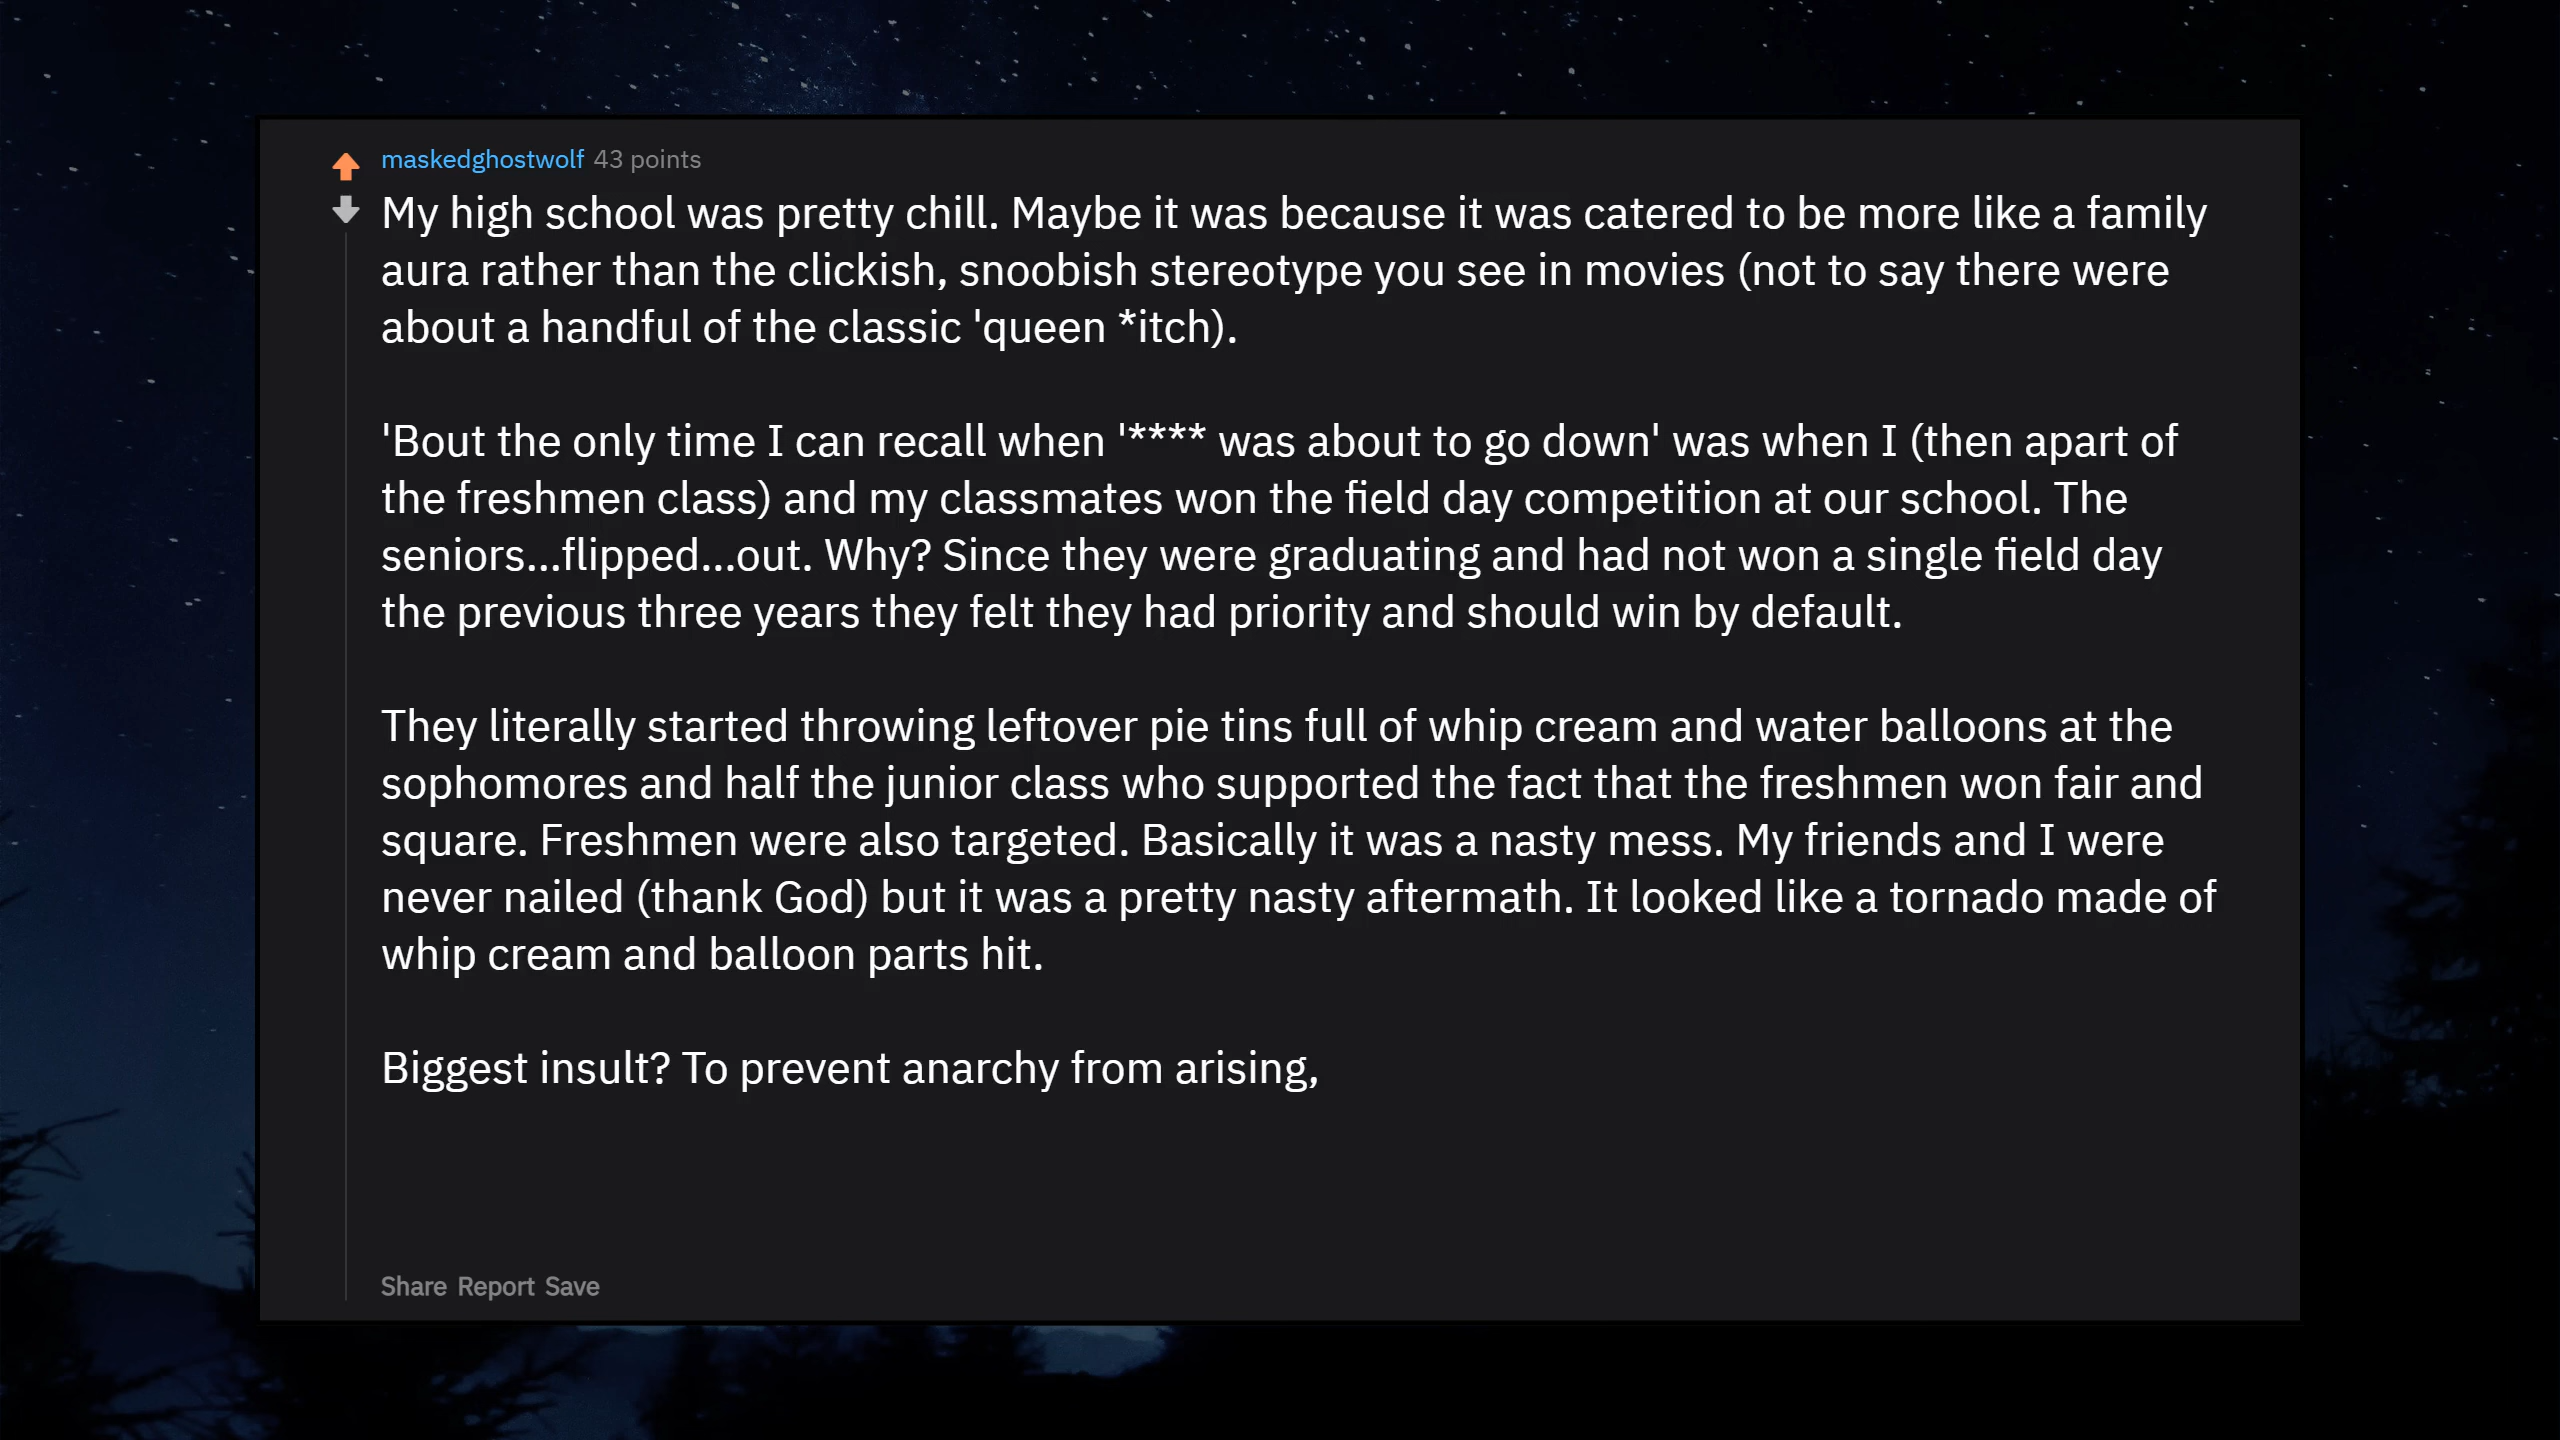 maskedghostwolf 43 points
My high school was pretty chill. Maybe it was because it was catered to be more like a family
aura rather than the clickish, snoobish stereotype you see in movies (not to say there were
about a handful of the classic 'queen *itch).
'Bout the only time I can recall when '**** was about to go down' was when I (then apart of
the freshmen class) and my classmates won the field day competition at our school. The
seniors...flipped...out. Why? Since they were graduating and had not won a single field day
the previous three years they felt they had priority and should win by default.
They literally started throwing leftover pie tins full of whip cream and water balloons at the
sophomores and half the junior class who supported the fact that the freshmen won fair and
square. Freshmen were also targeted. Basically it was a nasty mess. My friends and I were
never nailed (thank God) but it was a pretty nasty aftermath. It looked like a tornado made of
whip cream and balloon parts hit.
Biggest insult? To prevent anarchy from arising,
Share Report Save